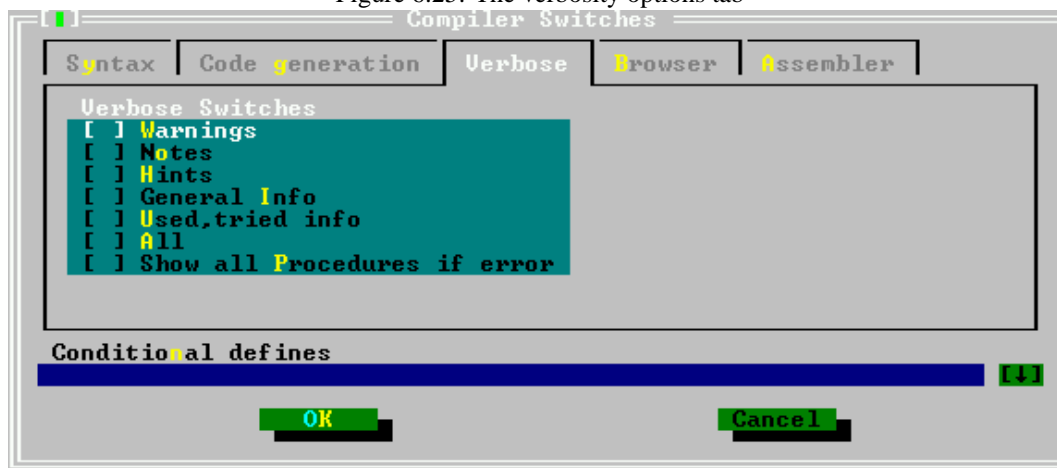 Figure 6.25: The verbosity options tab
[▮] Compiler Switches
Syntax Code generation Verbose Browser Assembler
Verbose Switches
[ ] Warnings
[ ] Notes
[ ] Hints
[ ] General Info
[ ] Used,tried info
[ ] All
[ ] Show all Procedures if error
Conditional defines
[↓]
OK Cancel